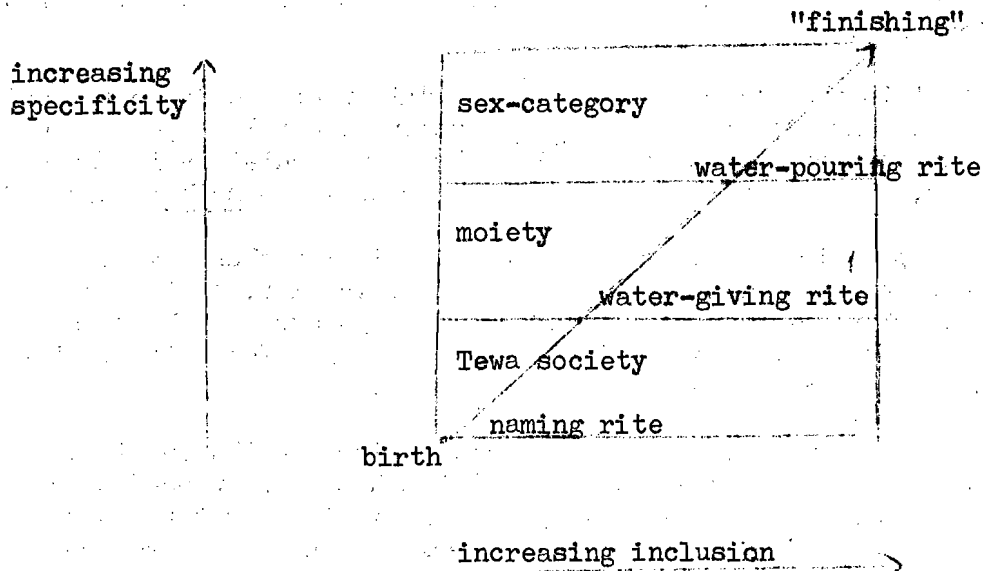 "finishing"
increasing
specificity
sex-category
water-pouring rite
moiety
water-giving rite
Tewa society
naming rite
birth
increasing inclusion